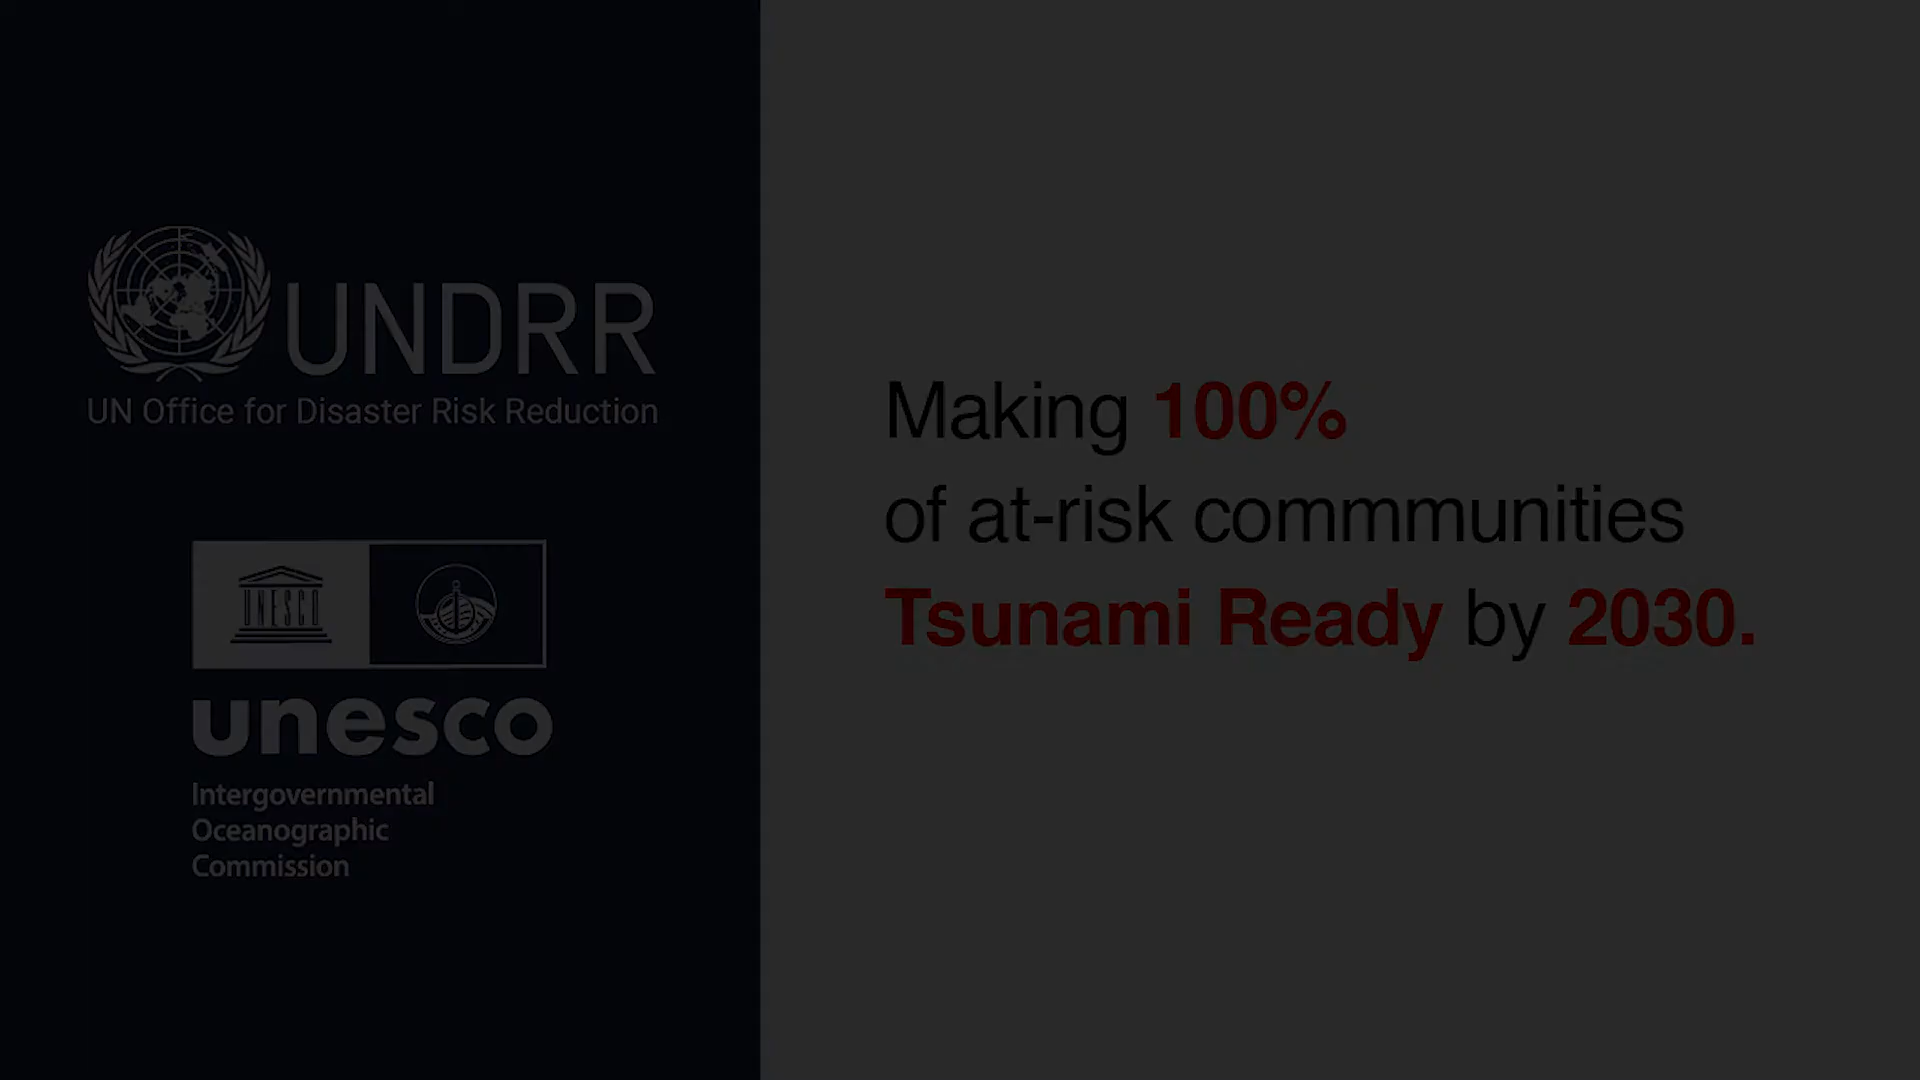 UNDRR
UN Office for Disaster Risk Reduction
UNESCO
unesco
Intergovernmental
Oceanographic
Commission
Making 100%
of at-risk commmunities
Tsunami Ready by 2030.